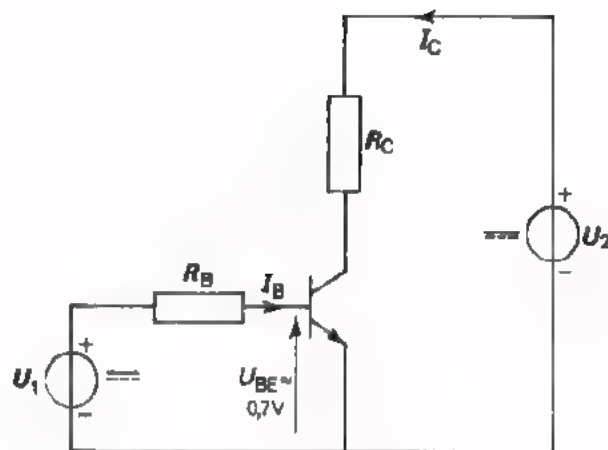 I_C
R_C
+
U_2
-
R_B
I_B
+
U_1
-
U_BE ≈
0,7V